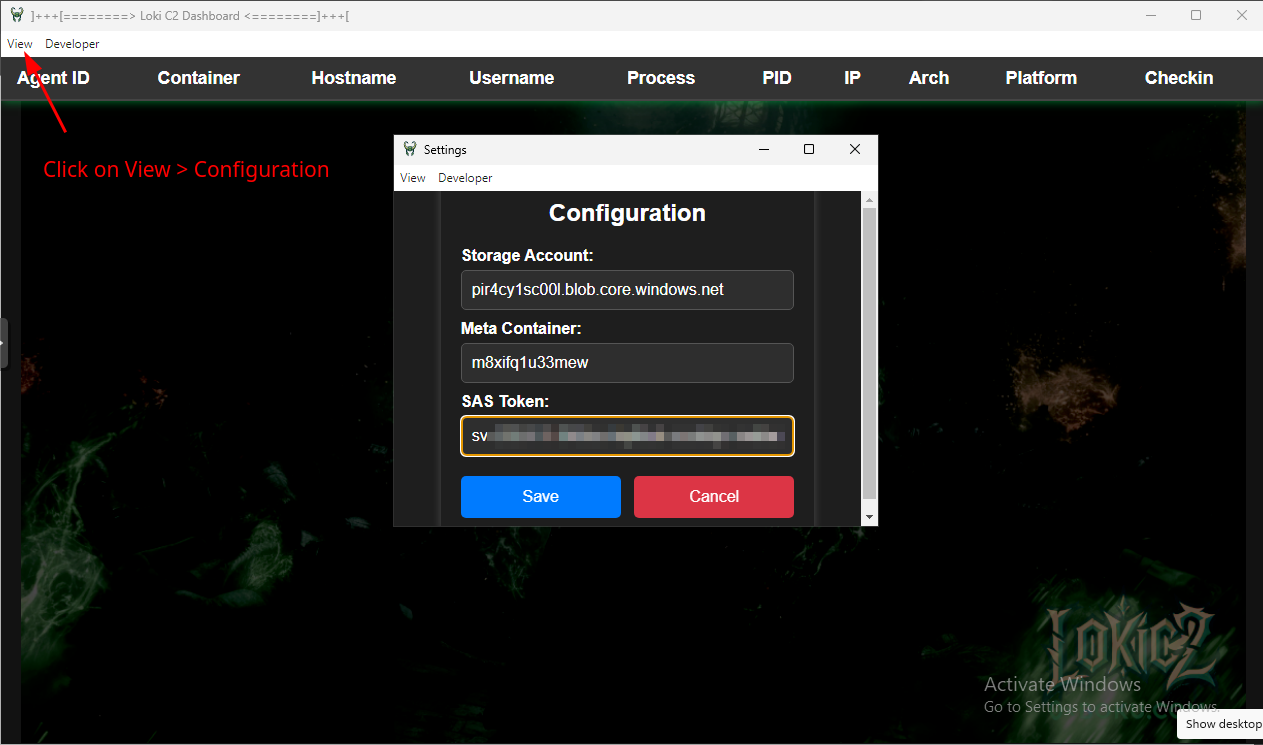 ]+++[========> Loki C2 Dashboard <========]+++[
View Developer
Agent ID Container Hostname Username Process PID IP Arch Platform Checkin
Click on View > Configuration
Settings
View Developer
Configuration
Storage Account:
pir4cy1sc00l.blob.core.windows.net
Meta Container:
m8xifq1u33mew
SAS Token:
sv
Save Cancel
LOKIC2
Activate Windows
Go to Settings to activate Windows.
Show desktop